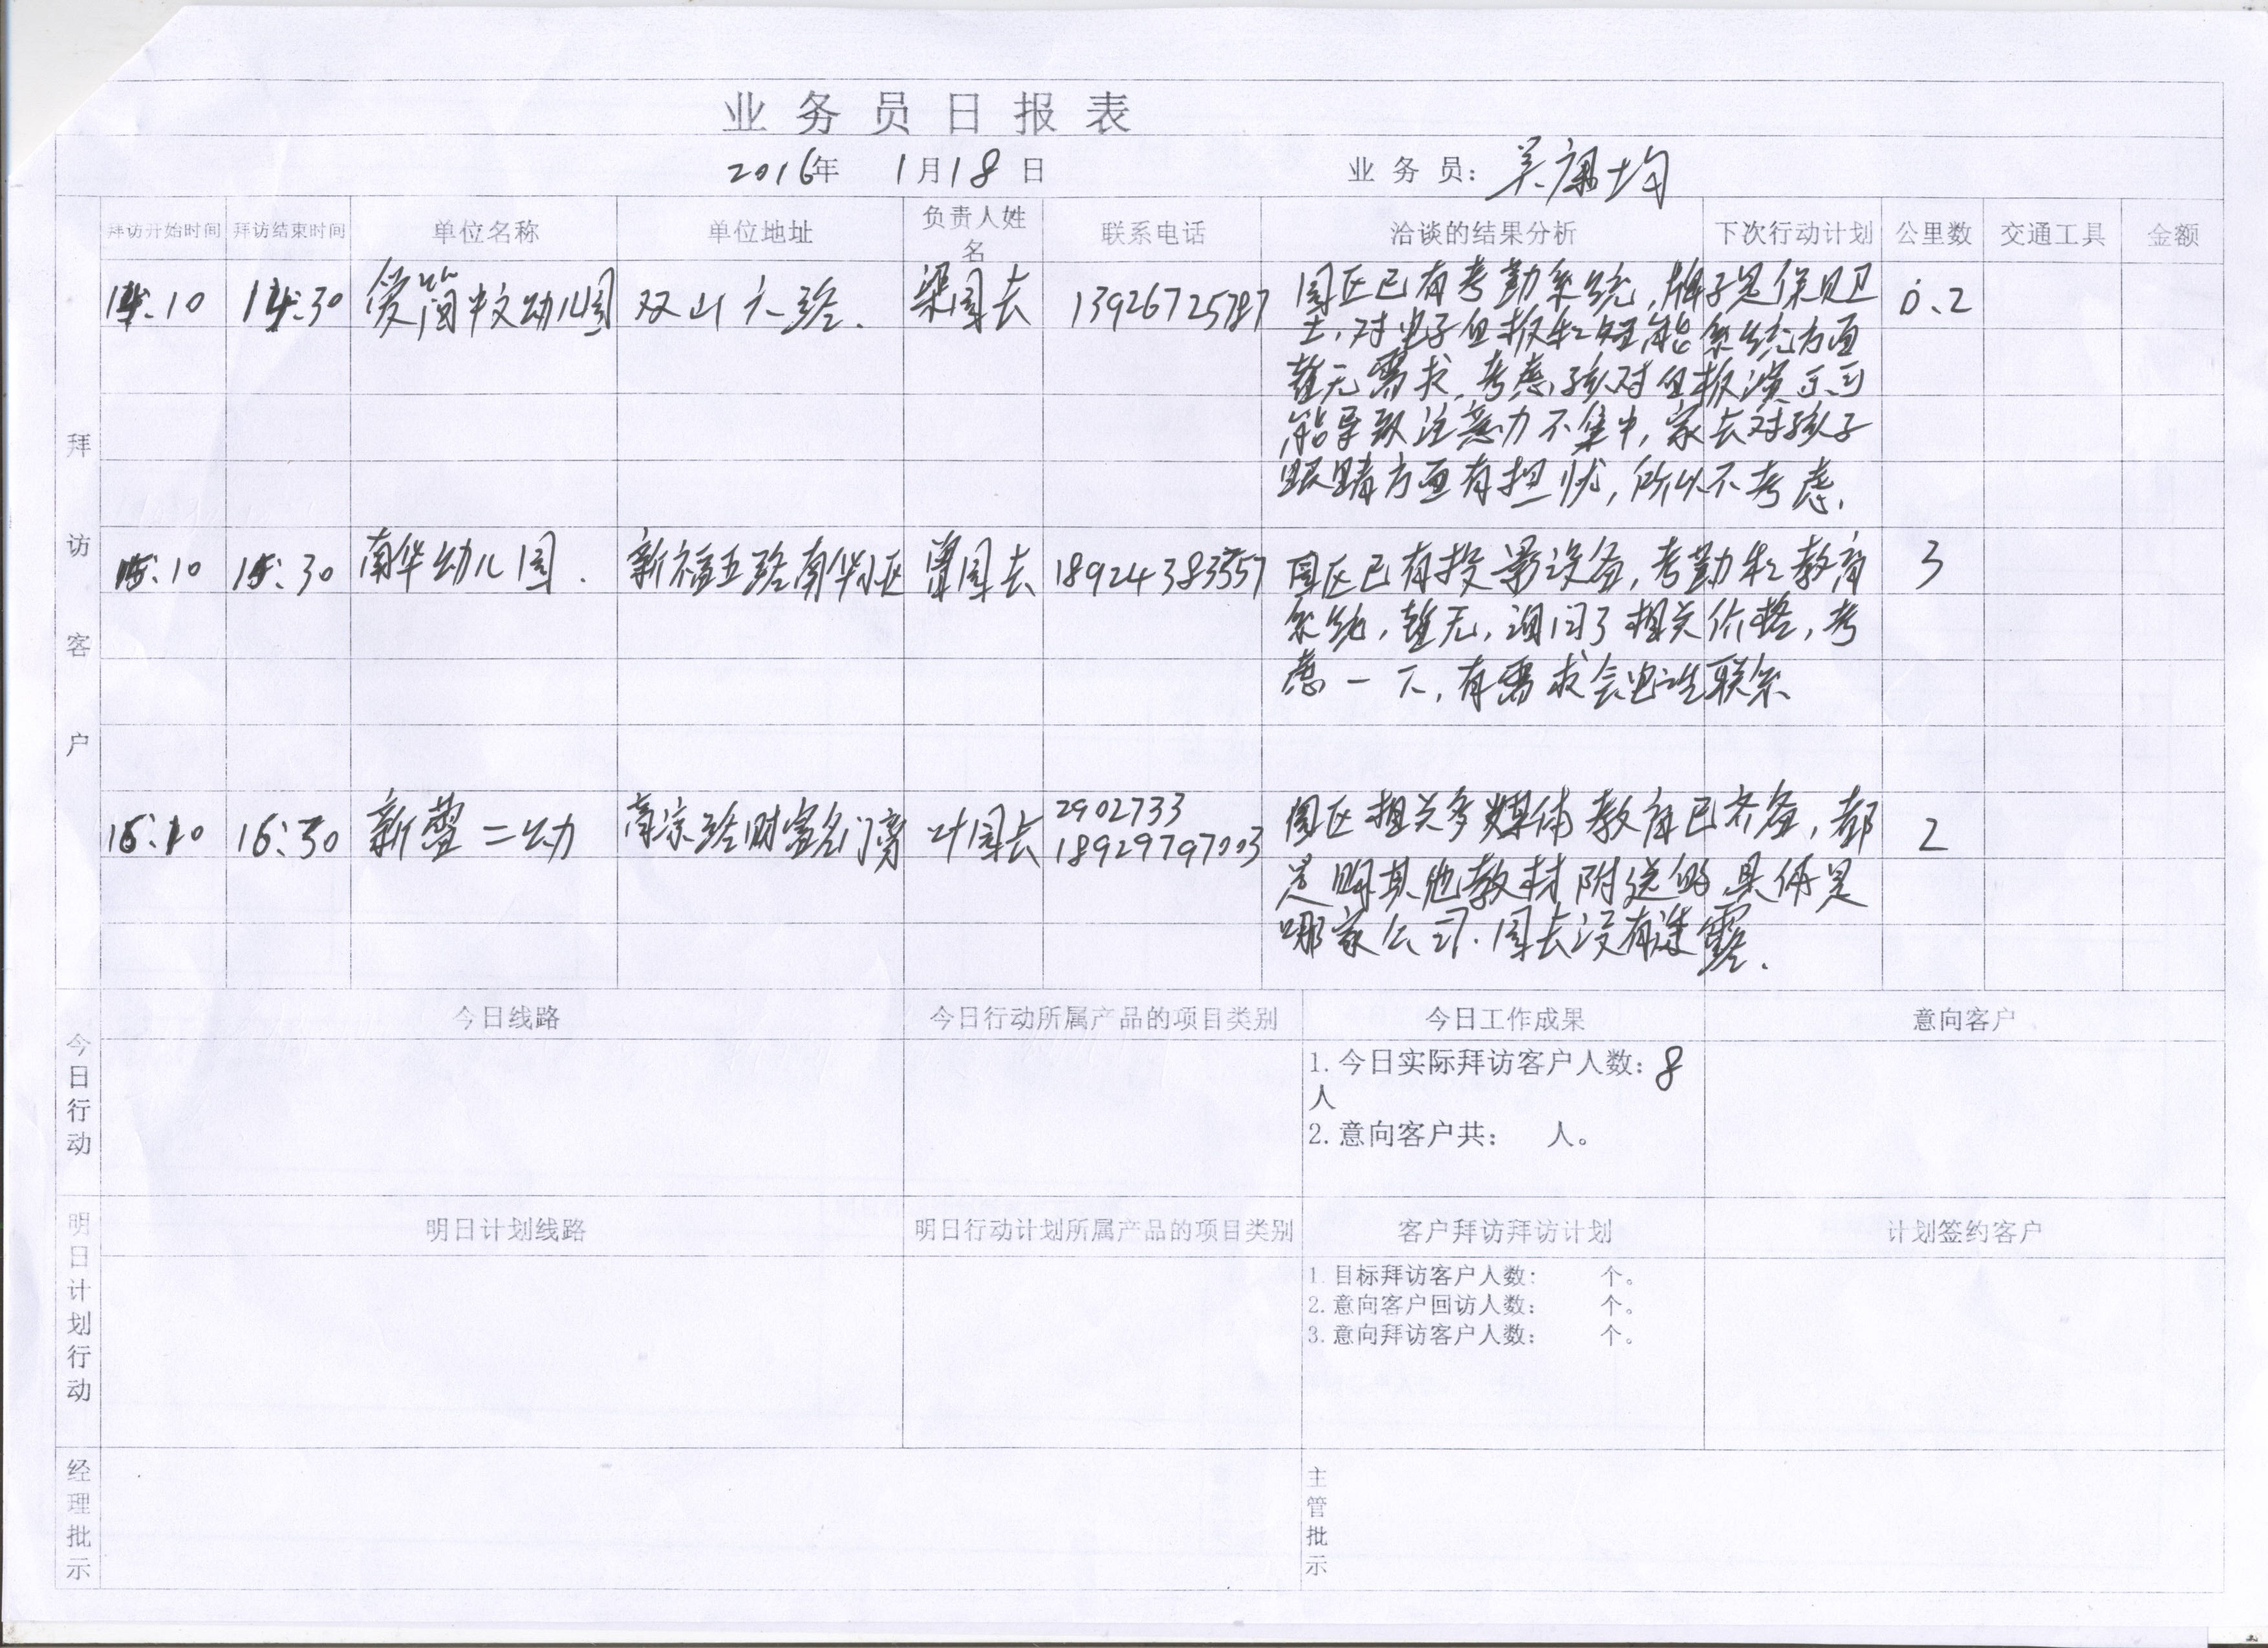 业务员日报表
2016年 1月18日 业务员：吴康均
拜访开始时间 拜访结束时间 单位名称 单位地址 负责人姓名 联系电话 洽谈的结果分析 下次行动计划 公里数 交通工具 金额
拜访客户
14:10 14:30 爱简中文幼儿园 双山六路. 梁园长 13926725787 园区已有考勤系统,牌子是保贝卫 0.2
士,对电子白板和智能系统方面
暂无需求.考虑,孩对白板演示可
能导致注意力不集中,家长对孩子
眼睛方面有担忧,所以不考虑.
15:10 15:30 南华幼儿园. 新福五路南华小区 曾园长 18924383557 园区已有投影设备,考勤和教育 3
系统,暂无,询问了相关价格,考
虑一下,有需求会电话联系
16:10 16:30 新蕾二幼 南凉路财富名门旁 叶园长 2902733
18929797003 园区相关多媒体教育已齐备,都 2
是购其他教材附送的具体是
哪家公司.园长没有透露.
今日行动
今日线路 今日行动所属产品的项目类别 今日工作成果 意向客户
1.今日实际拜访客户人数：8
人
2.意向客户共： 人。
明日计划行动
明日计划线路 明日行动计划所属产品的项目类别 客户拜访拜访计划 计划签约客户
1.目标拜访客户人数： 个。
2.意向客户回访人数： 个。
3.意向拜访客户人数： 个。
经理批示
主管批示